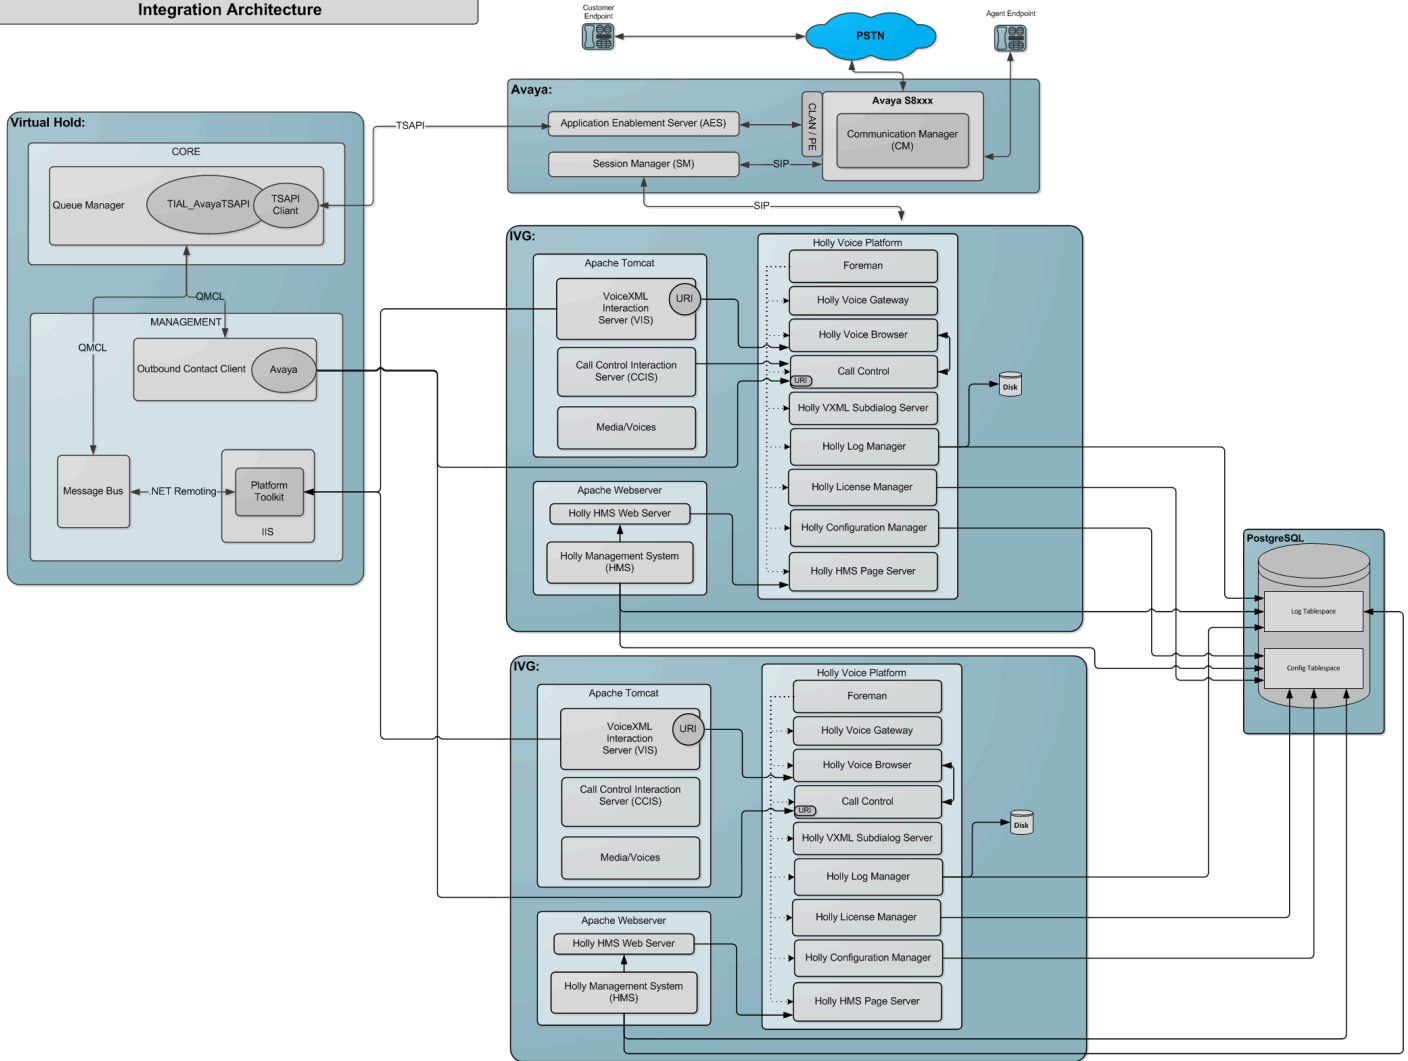 Integration Architecture
Customer
Endpoint
PSTN
Agent Endpoint
Avaya:
Application Enablement Server (AES)
CLAN / PE
Avaya S8xxx
Communication Manager
(CM)
Session Manager (SM)
SIP
TSAPI
SIP
Virtual Hold:
CORE
Queue Manager
TIAL_AvayaTSAPI
TSAPI
Client
QMCL
QMCL
MANAGEMENT
Outbound Contact Client
Avaya
Message Bus
.NET Remoting
Platform
Toolkit
IIS
IVG:
Apache Tomcat
VoiceXML
Interaction
Server (VIS)
URI
Call Control Interaction
Server (CCIS)
Media/Voices
Apache Webserver
Holly HMS Web Server
Holly Management System
(HMS)
Holly Voice Platform
Foreman
Holly Voice Gateway
Holly Voice Browser
Call Control
URI
Holly VXML Subdialog Server
Holly Log Manager
Holly License Manager
Holly Configuration Manager
Holly HMS Page Server
Disk
PostgreSQL
Log Tablespace
Config Tablespace
IVG:
Apache Tomcat
VoiceXML
Interaction
Server (VIS)
URI
Call Control Interaction
Server (CCIS)
Media/Voices
Apache Webserver
Holly HMS Web Server
Holly Management System
(HMS)
Holly Voice Platform
Foreman
Holly Voice Gateway
Holly Voice Browser
Call Control
URI
Holly VXML Subdialog Server
Holly Log Manager
Holly License Manager
Holly Configuration Manager
Holly HMS Page Server
Disk